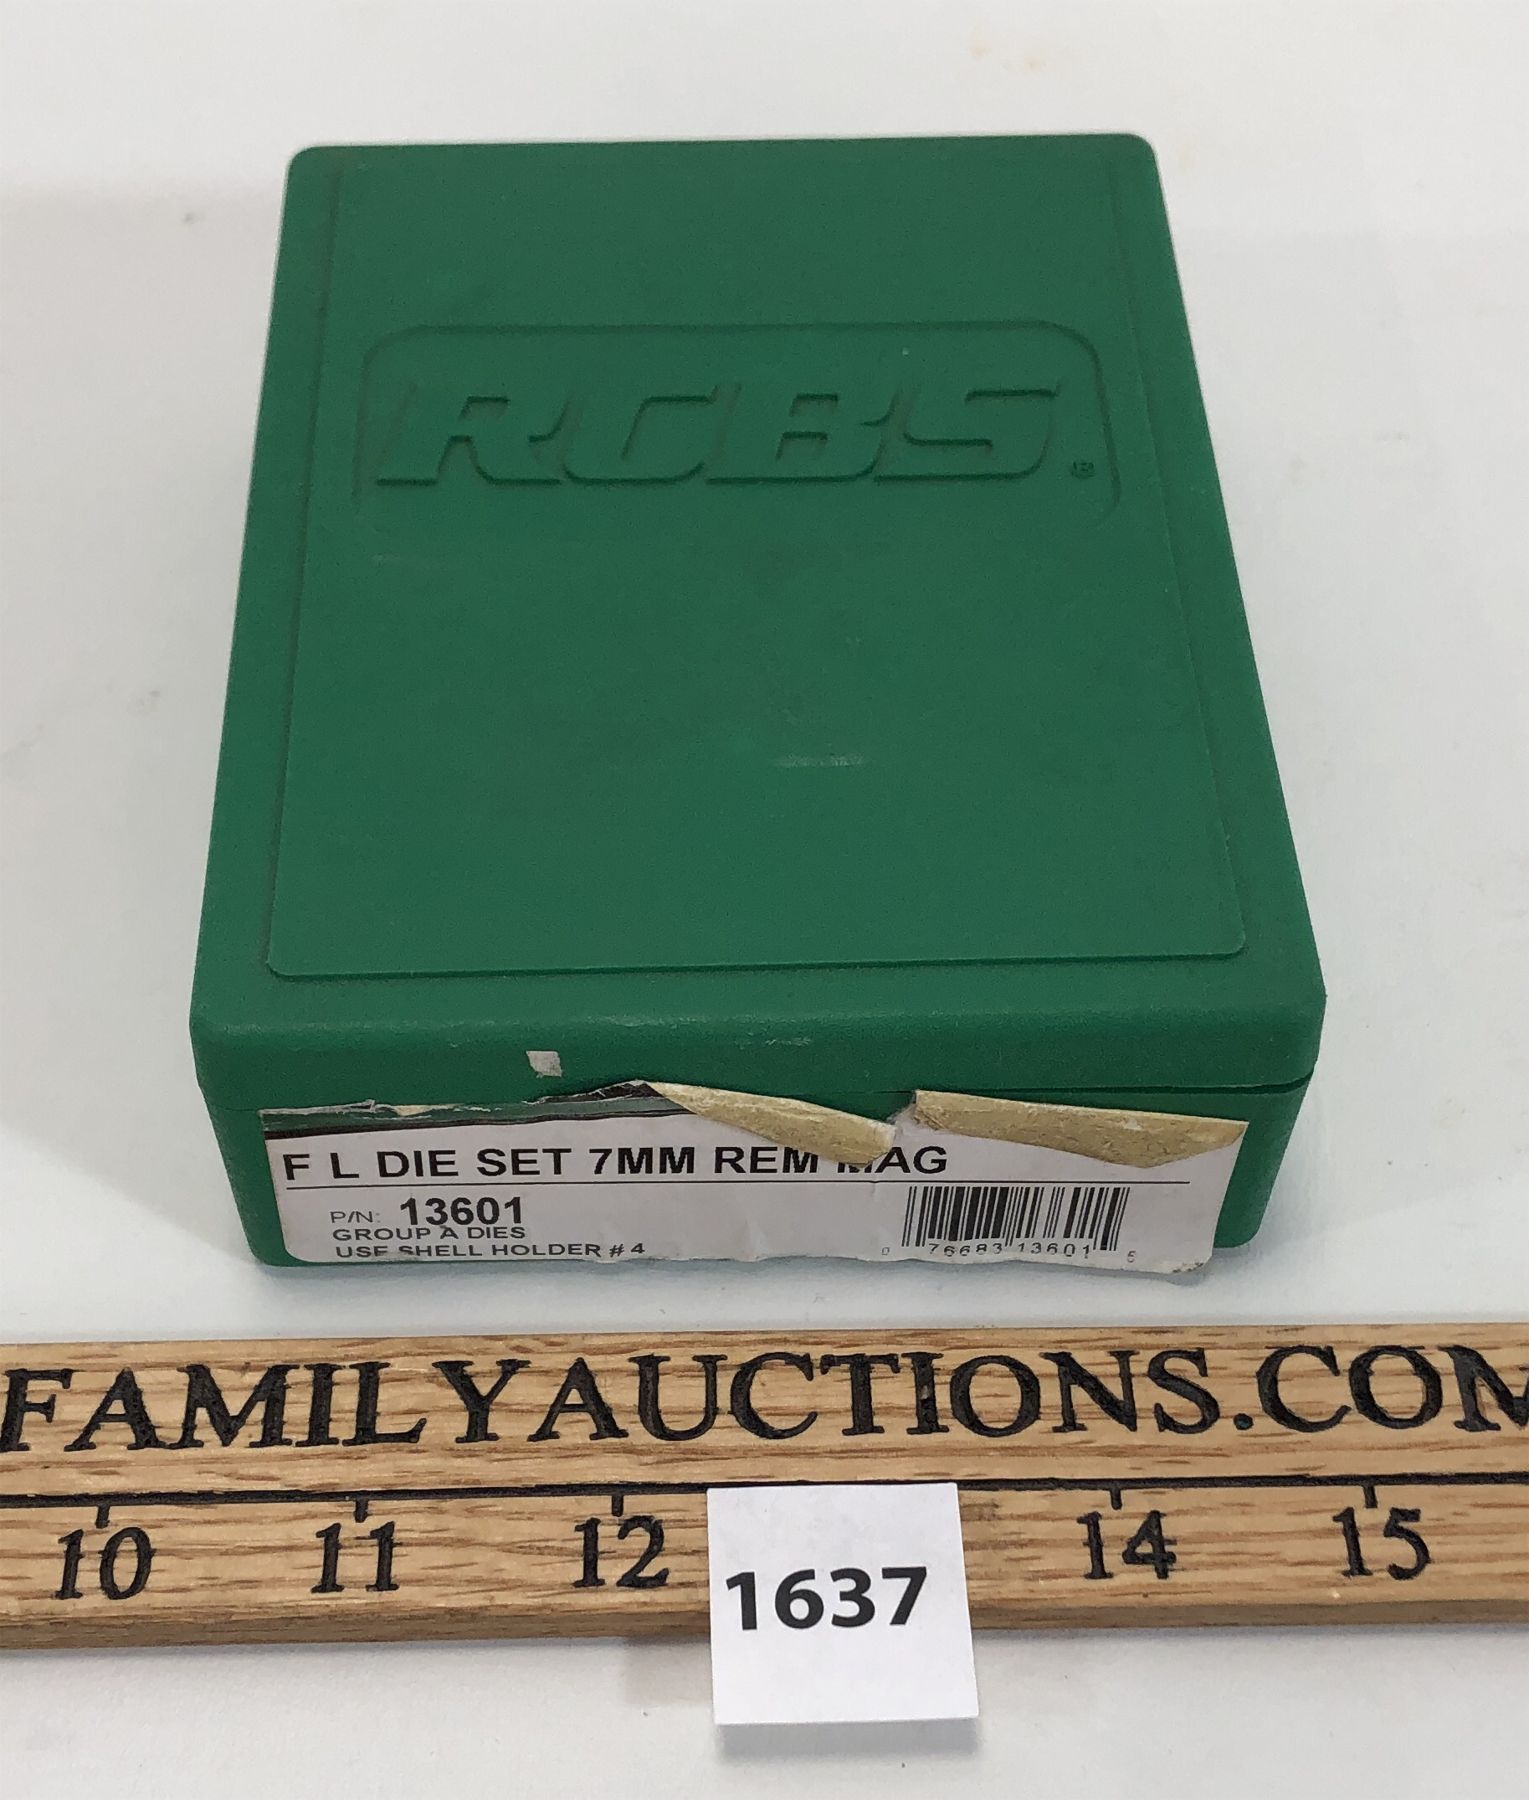 RCBS®
F L DIE SET 7MM REM MAG
P/N: 13601
GROUP A DIES
USE SHELL HOLDER # 4
0 76683 13601 5
FAMILYAUCTIONS.COM
10 11 12 14 15
1637